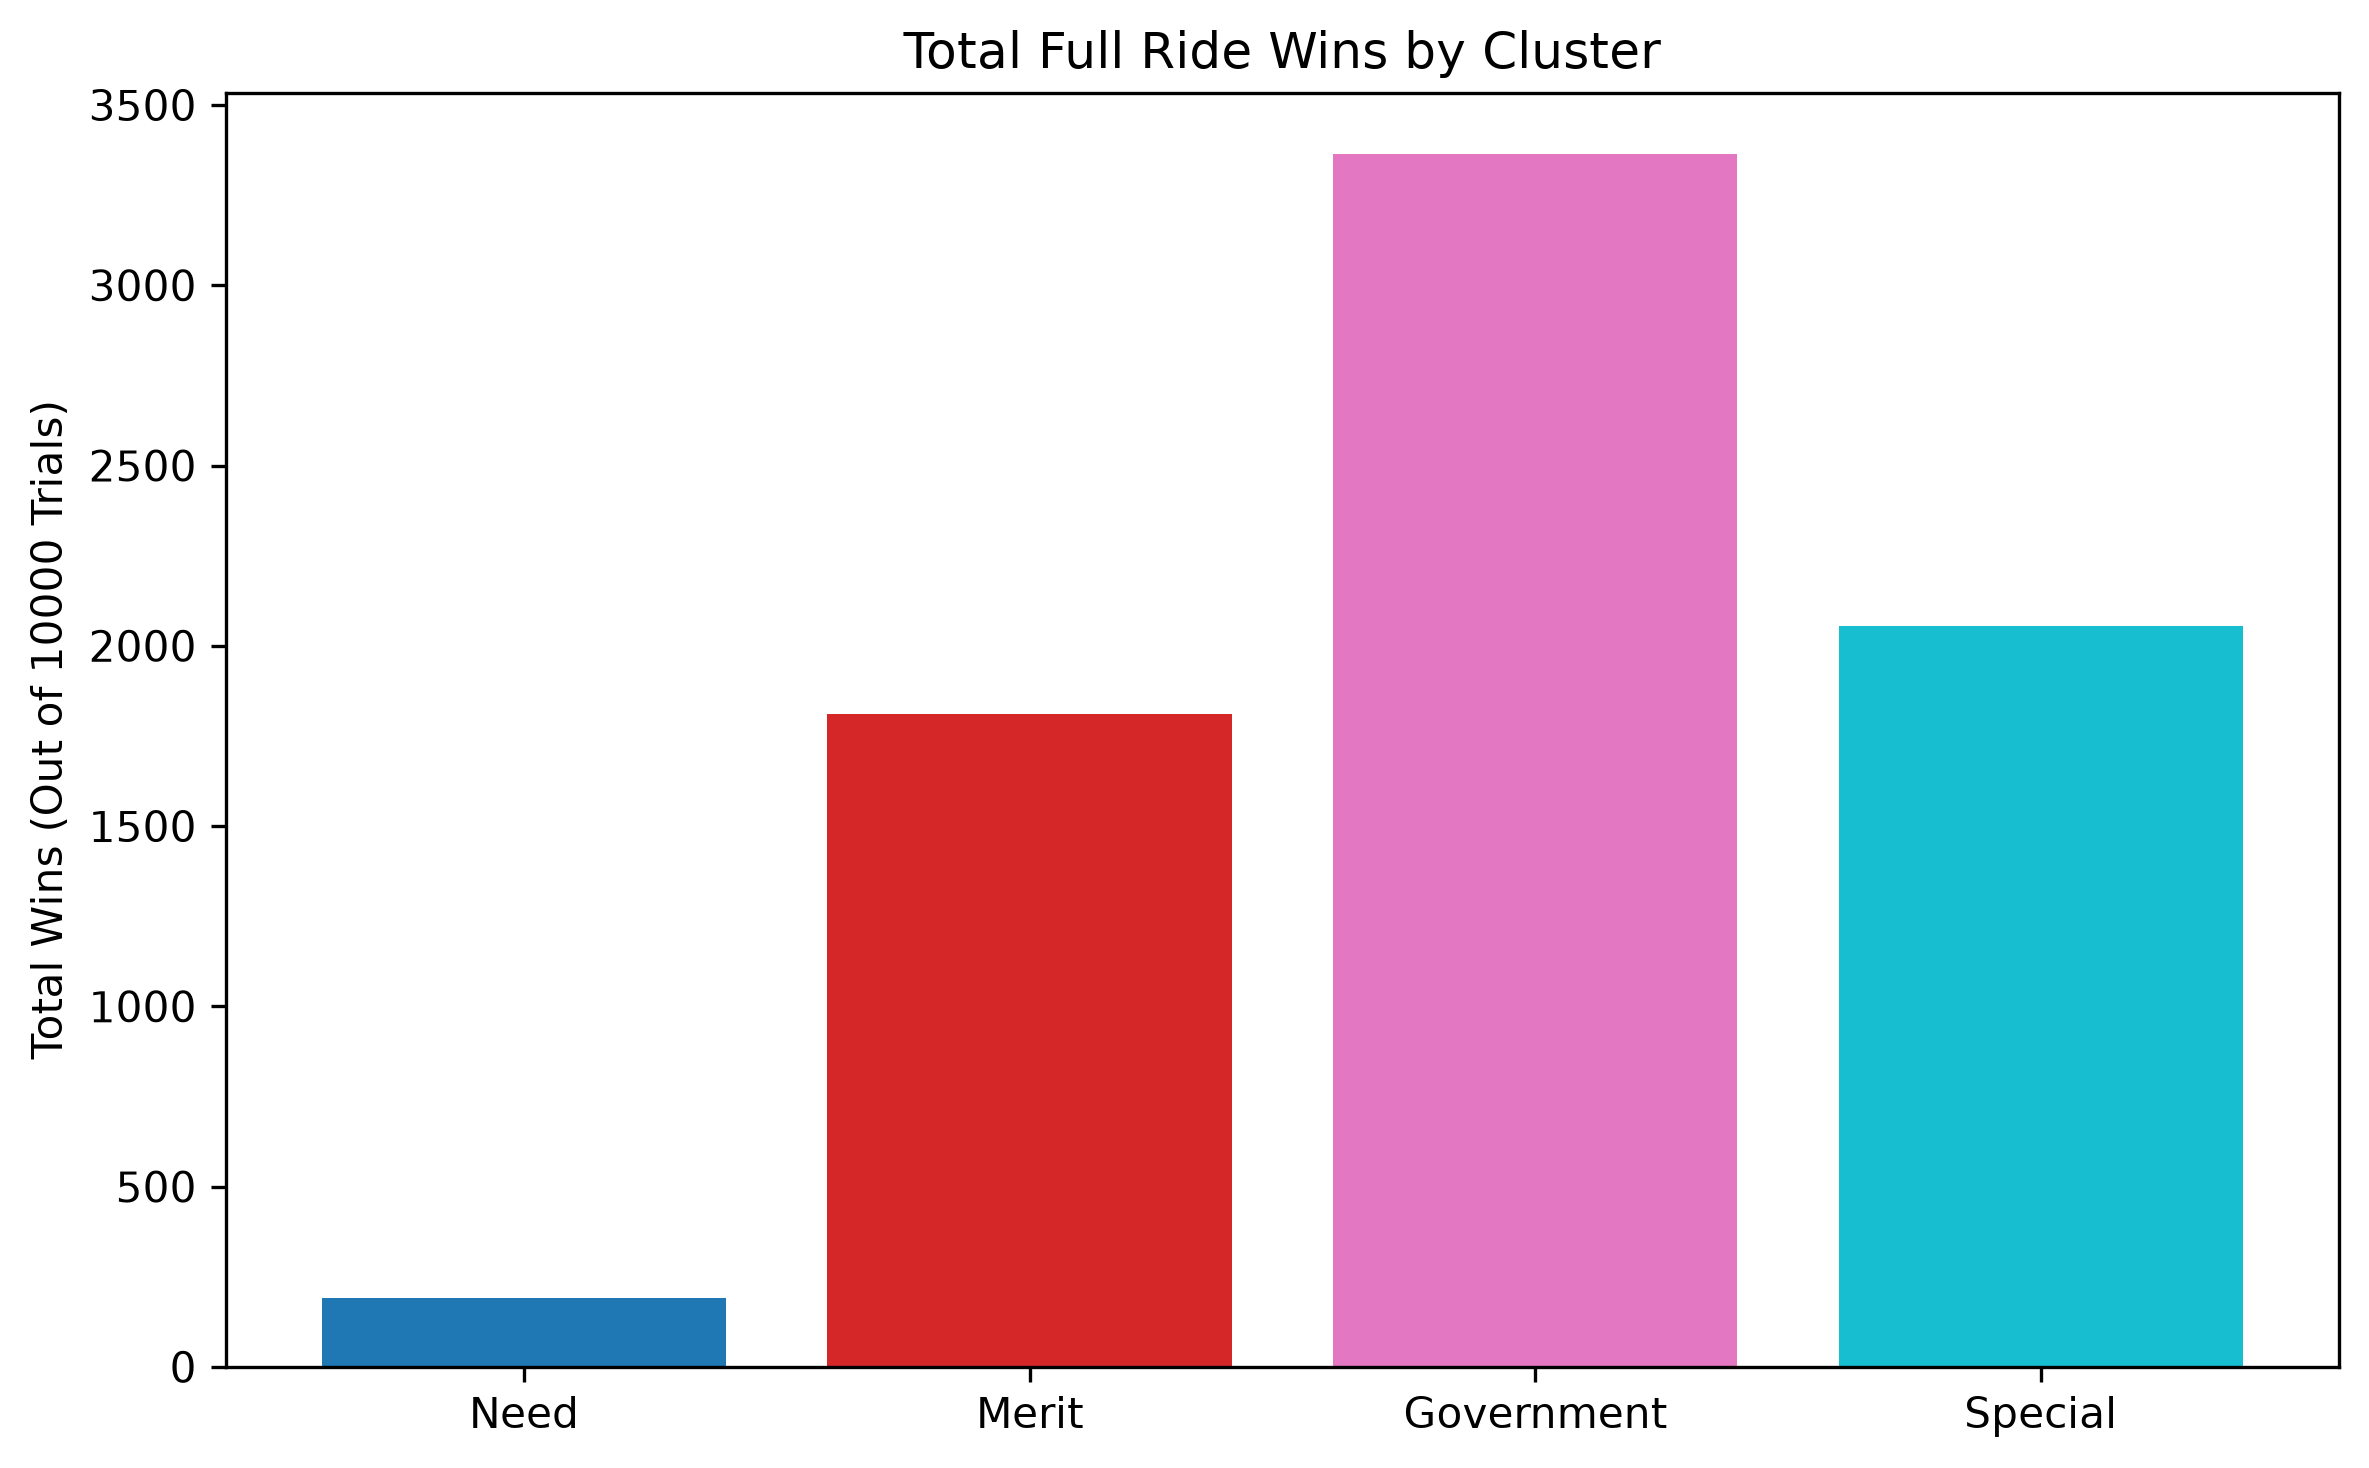 Total Full Ride Wins by Cluster
Total Wins (Out of 10000 Trials)
3500
3000
2500
2000
1500
1000
500
0
Need Merit Government Special